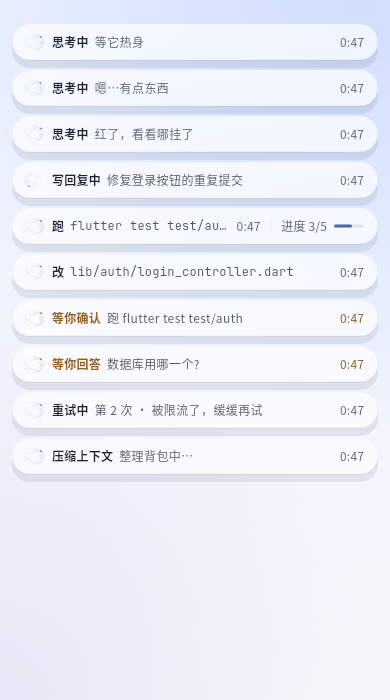 思考中 等它热身 0:47
思考中 嗯…有点东西 0:47
思考中 红了，看看哪挂了 0:47
写回复中 修复登录按钮的重复提交 0:47
跑 flutter test test/au… 0:47 进度 3/5
改 lib/auth/login_controller.dart 0:47
等你确认 跑 flutter test test/auth 0:47
等你回答 数据库用哪一个? 0:47
重试中 第 2 次 · 被限流了，缓缓再试 0:47
压缩上下文 整理背包中… 0:47